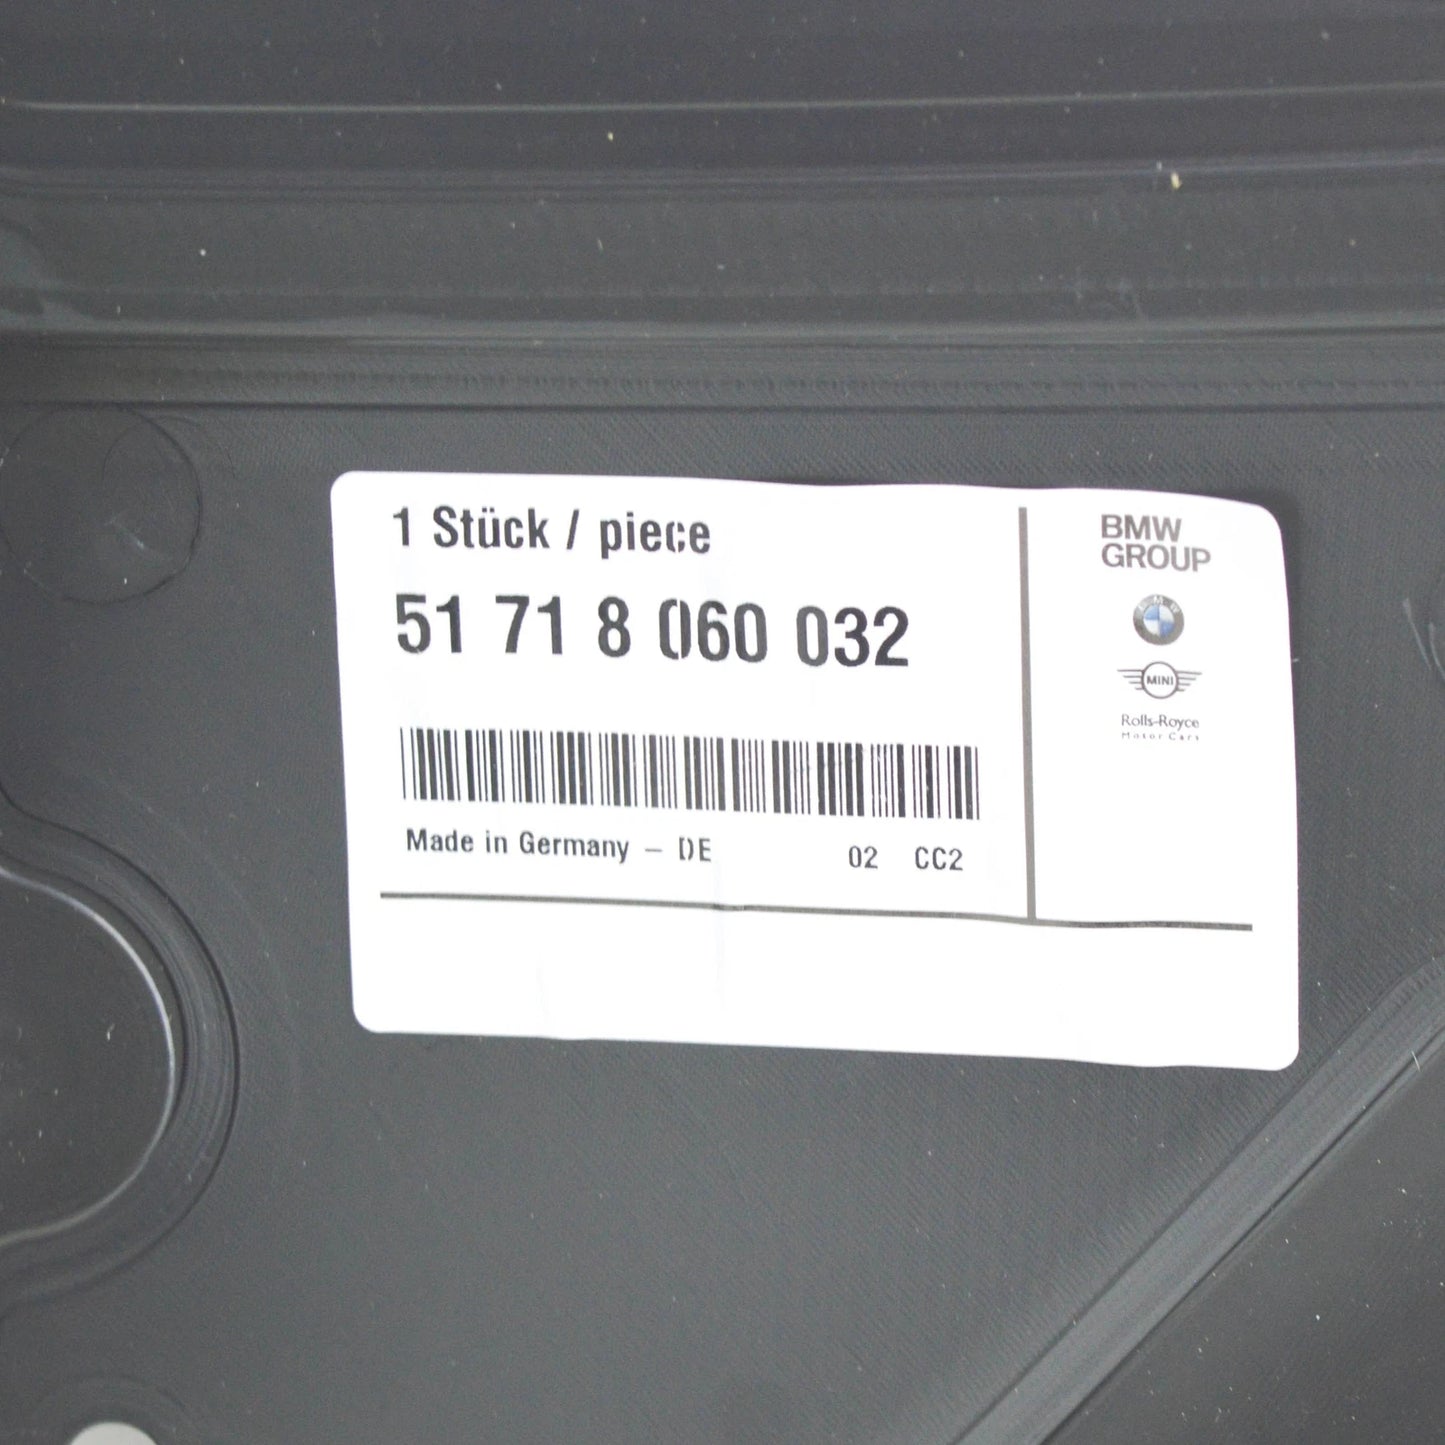 1 Stück / piece
51 71 8 060 032
Made in Germany – DE 02 CC2
BMW
GROUP
BMW
MINI
Rolls-Royce
Motor Cars